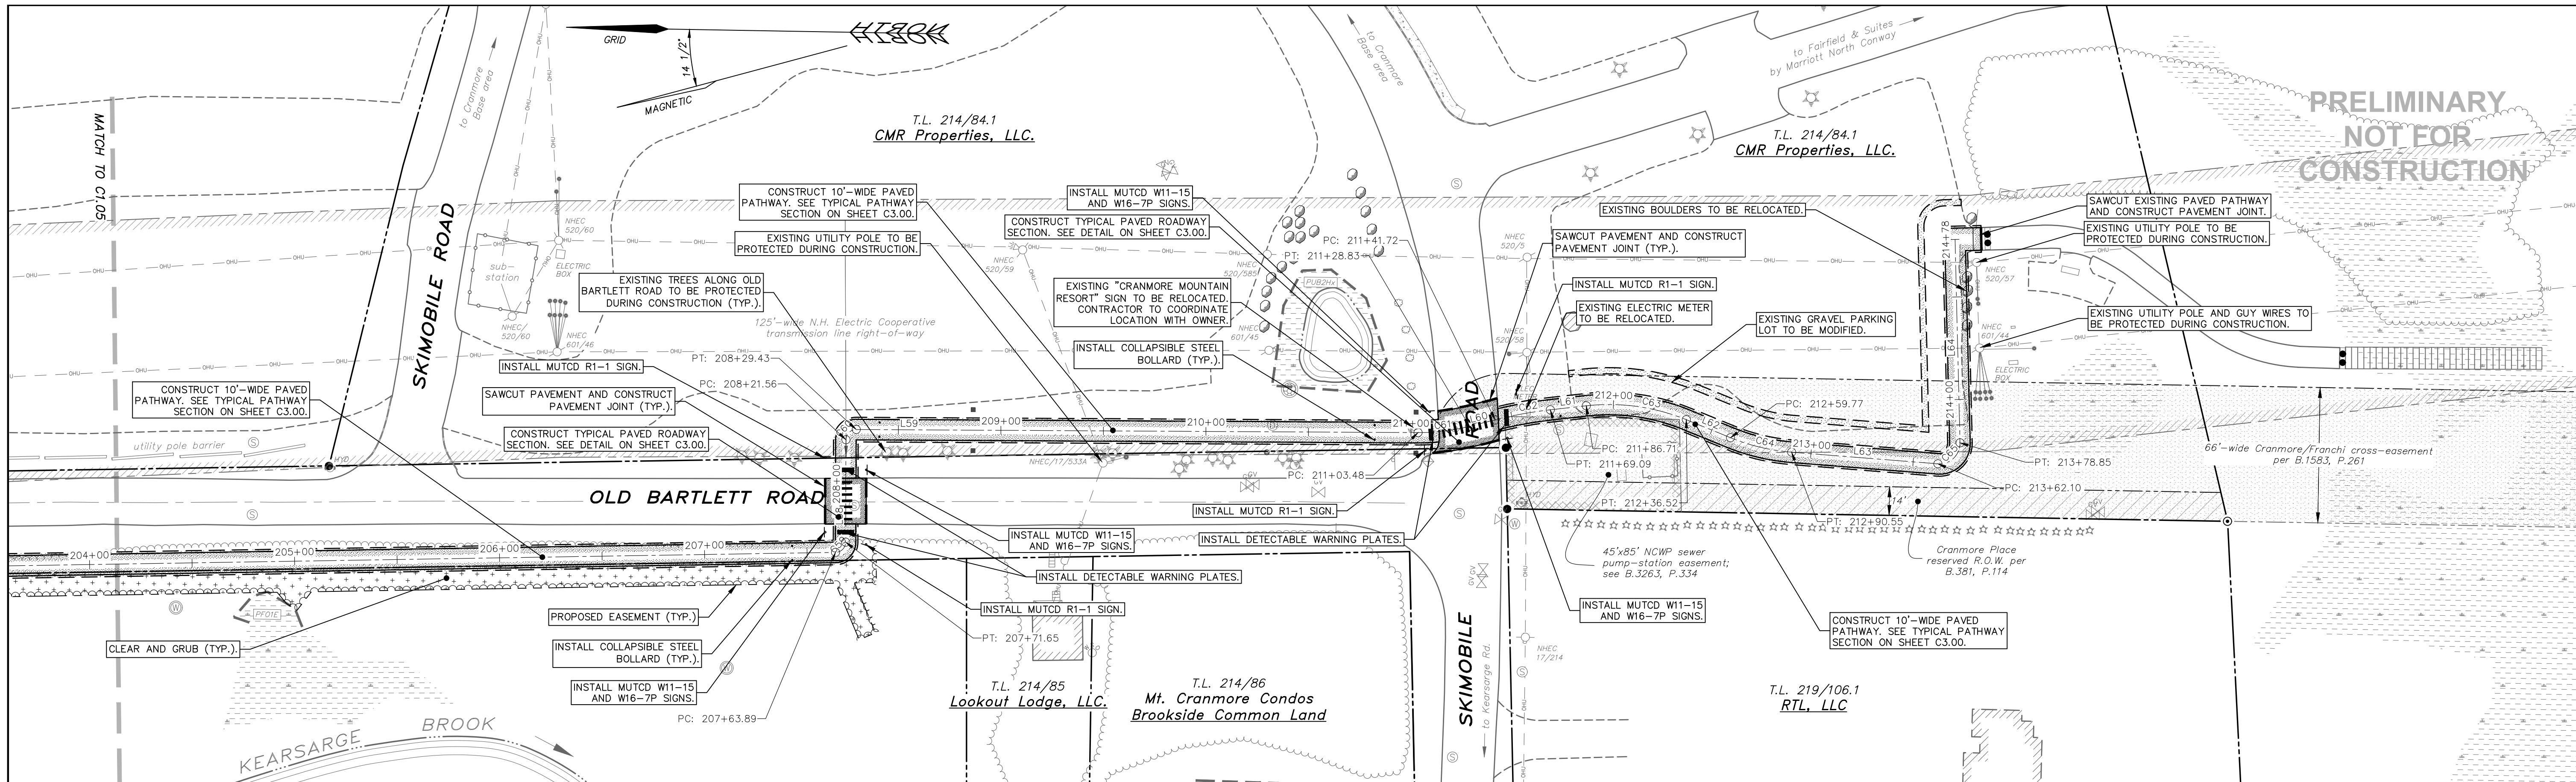 NORTH
GRID
14 1/2°
MAGNETIC
PRELIMINARY
NOT FOR
CONSTRUCTION
MATCH TO C1.05
to Cranmore
Base area
to Cranmore
Base area
to Fairfield & Suites
by Marriott North Conway
T.L. 214/84.1
CMR Properties, LLC.
T.L. 214/84.1
CMR Properties, LLC.
SKIMOBILE ROAD
CONSTRUCT 10'-WIDE PAVED
PATHWAY. SEE TYPICAL PATHWAY
SECTION ON SHEET C3.00.
EXISTING UTILITY POLE TO BE
PROTECTED DURING CONSTRUCTION.
EXISTING TREES ALONG OLD
BARTLETT ROAD TO BE PROTECTED
DURING CONSTRUCTION (TYP.).
125'-wide N.H. Electric Cooperative
transmission line right-of-way
INSTALL MUTCD W11-15
AND W16-7P SIGNS.
CONSTRUCT TYPICAL PAVED ROADWAY
SECTION. SEE DETAIL ON SHEET C3.00.
EXISTING "CRANMORE MOUNTAIN
RESORT" SIGN TO BE RELOCATED.
CONTRACTOR TO COORDINATE
LOCATION WITH OWNER.
INSTALL COLLAPSIBLE STEEL
BOLLARD (TYP.).
PC: 211+41.72
PT: 211+28.83
SAWCUT PAVEMENT AND CONSTRUCT
PAVEMENT JOINT (TYP.).
INSTALL MUTCD R1-1 SIGN.
EXISTING ELECTRIC METER
TO BE RELOCATED.
EXISTING BOULDERS TO BE RELOCATED.
EXISTING GRAVEL PARKING
LOT TO BE MODIFIED.
SAWCUT EXISTING PAVED PATHWAY
AND CONSTRUCT PAVEMENT JOINT.
EXISTING UTILITY POLE TO BE
PROTECTED DURING CONSTRUCTION.
EXISTING UTILITY POLE AND GUY WIRES TO
BE PROTECTED DURING CONSTRUCTION.
NHEC
520/60
sub-
station
ELECTRIC
BOX
NHEC/
520/60
NHEC
601/46
NHEC
520/59
NHEC
520/585
PUB2Hx
NHEC
601/45
NHEC
520/5
NHEC
520/58
NHEC
520/57
NHEC
601/44
ELECTRIC
BOX
PT: 208+29.43
INSTALL MUTCD R1-1 SIGN.
PC: 208+21.56
SAWCUT PAVEMENT AND CONSTRUCT
PAVEMENT JOINT (TYP.).
CONSTRUCT TYPICAL PAVED ROADWAY
SECTION. SEE DETAIL ON SHEET C3.00.
CONSTRUCT 10'-WIDE PAVED
PATHWAY. SEE TYPICAL PATHWAY
SECTION ON SHEET C3.00.
utility pole barrier
HYD
L59
209+00
210+00
211+00
L60
L61
212+00
C63
C64
213+00
L63
214+00
L64
214+78
NHEC/17/533A
GV
PC: 211+03.48
PC: 211+86.71
PT: 211+69.09
PT: 212+36.52
PC: 212+59.77
PT: 212+90.55
PT: 213+78.85
PC: 213+62.10
14'
66'-wide Cranmore/Franchi cross-easement
per B.1583, P.261
OLD BARTLETT ROAD
208+00
204+00
205+00
206+00
207+00
INSTALL MUTCD R1-1 SIGN.
INSTALL DETECTABLE WARNING PLATES.
INSTALL MUTCD W11-15
AND W16-7P SIGNS.
INSTALL DETECTABLE WARNING PLATES.
INSTALL MUTCD R1-1 SIGN.
PT: 207+71.65
PROPOSED EASEMENT (TYP.)
INSTALL COLLAPSIBLE STEEL
BOLLARD (TYP.).
INSTALL MUTCD W11-15
AND W16-7P SIGNS.
PC: 207+63.89
CLEAR AND GRUB (TYP.).
PFO1E
KEARSARGE BROOK
T.L. 214/85
Lookout Lodge, LLC.
T.L. 214/86
Mt. Cranmore Condos
Brookside Common Land
SKIMOBILE ROAD
to Kearsarge Rd.
NHEC
17/214
45'x85' NCWP sewer
pump-station easement;
see B.3263, P.334
INSTALL MUTCD W11-15
AND W16-7P SIGNS.
Cranmore Place
reserved R.O.W. per
B.381, P.114
CONSTRUCT 10'-WIDE PAVED
PATHWAY. SEE TYPICAL PATHWAY
SECTION ON SHEET C3.00.
T.L. 219/106.1
RTL, LLC